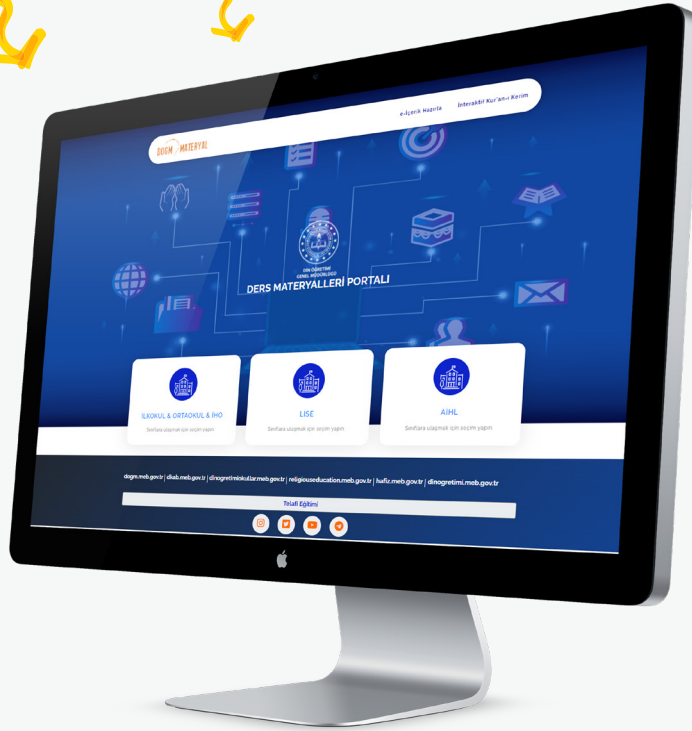 DOGM MATERYAL
e-İçerik Hazırla
İnteraktif Kur'an-ı Kerim
DİN ÖĞRETİMİ
GENEL MÜDÜRLÜĞÜ
DERS MATERYALLERİ PORTALI
İLKOKUL & ORTAOKUL & İHO
Sınıflara ulaşmak için seçim yapın.
LİSE
Sınıflara ulaşmak için seçim yapın.
AİHL
Sınıflara ulaşmak için seçim yapın.
dogm.meb.gov.tr | dkab.meb.gov.tr | dinogretimiokullar.meb.gov.tr | religiouseducation.meb.gov.tr | hafiz.meb.gov.tr | dinogretimi.meb.gov.tr
Telafi Eğitimi